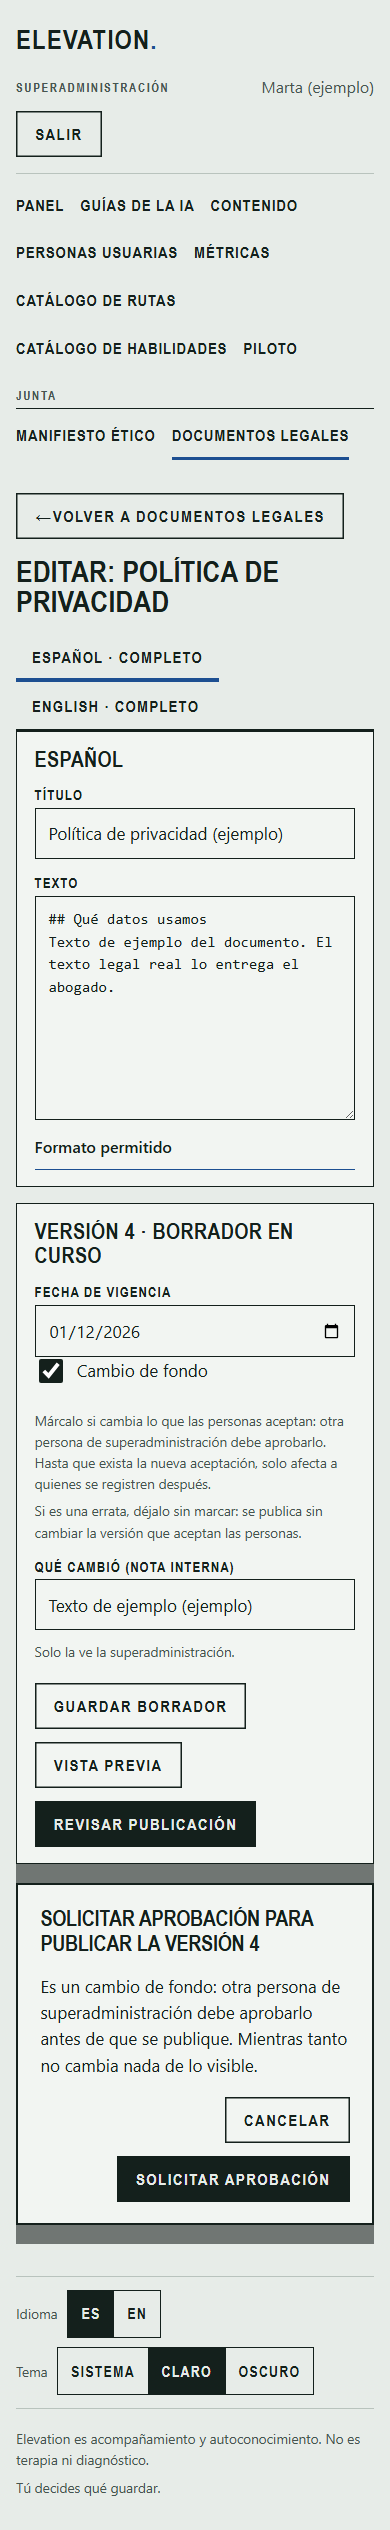 ELEVATION.
SUPERADMINISTRACIÓN
Marta (ejemplo)
SALIR
PANEL GUÍAS DE LA IA CONTENIDO
PERSONAS USUARIAS MÉTRICAS
CATÁLOGO DE RUTAS
CATÁLOGO DE HABILIDADES PILOTO
JUNTA
MANIFIESTO ÉTICO DOCUMENTOS LEGALES
←VOLVER A DOCUMENTOS LEGALES
EDITAR: POLÍTICA DE
PRIVACIDAD
ESPAÑOL · COMPLETO
ENGLISH · COMPLETO
ESPAÑOL
TÍTULO
Política de privacidad (ejemplo)
TEXTO
## Qué datos usamos
Texto de ejemplo del documento. El
texto legal real lo entrega el
abogado.
Formato permitido
VERSIÓN 4 · BORRADOR EN
CURSO
FECHA DE VIGENCIA
01/12/2026
Cambio de fondo
Márcalo si cambia lo que las personas aceptan: otra
persona de superadministración debe aprobarlo.
Hasta que exista la nueva aceptación, solo afecta a
quienes se registren después.
Si es una errata, déjalo sin marcar: se publica sin
cambiar la versión que aceptan las personas.
QUÉ CAMBIÓ (NOTA INTERNA)
Texto de ejemplo (ejemplo)
Solo la ve la superadministración.
GUARDAR BORRADOR
VISTA PREVIA
REVISAR PUBLICACIÓN
SOLICITAR APROBACIÓN PARA
PUBLICAR LA VERSIÓN 4
Es un cambio de fondo: otra persona de
superadministración debe aprobarlo
antes de que se publique. Mientras tanto
no cambia nada de lo visible.
CANCELAR
SOLICITAR APROBACIÓN
Idioma ES EN
Tema SISTEMA CLARO OSCURO
Elevation es acompañamiento y autoconocimiento. No es
terapia ni diagnóstico.
Tú decides qué guardar.